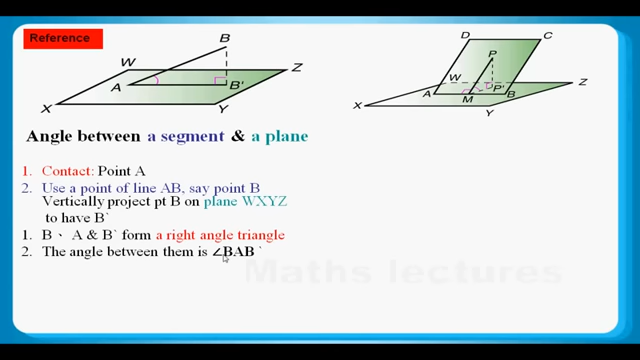 Reference
B
W
Z
A
B'
X
Y
D
C
P
W
Z
A
M
P'
B
X
Y
Angle between a segment & a plane
1. Contact: Point A
2. Use a point of line AB, say point B
Vertically project pt B on plane WXYZ
to have B`
1. B、 A & B` form a right angle triangle
2. The angle between them is ∠BAB `
Maths lectures